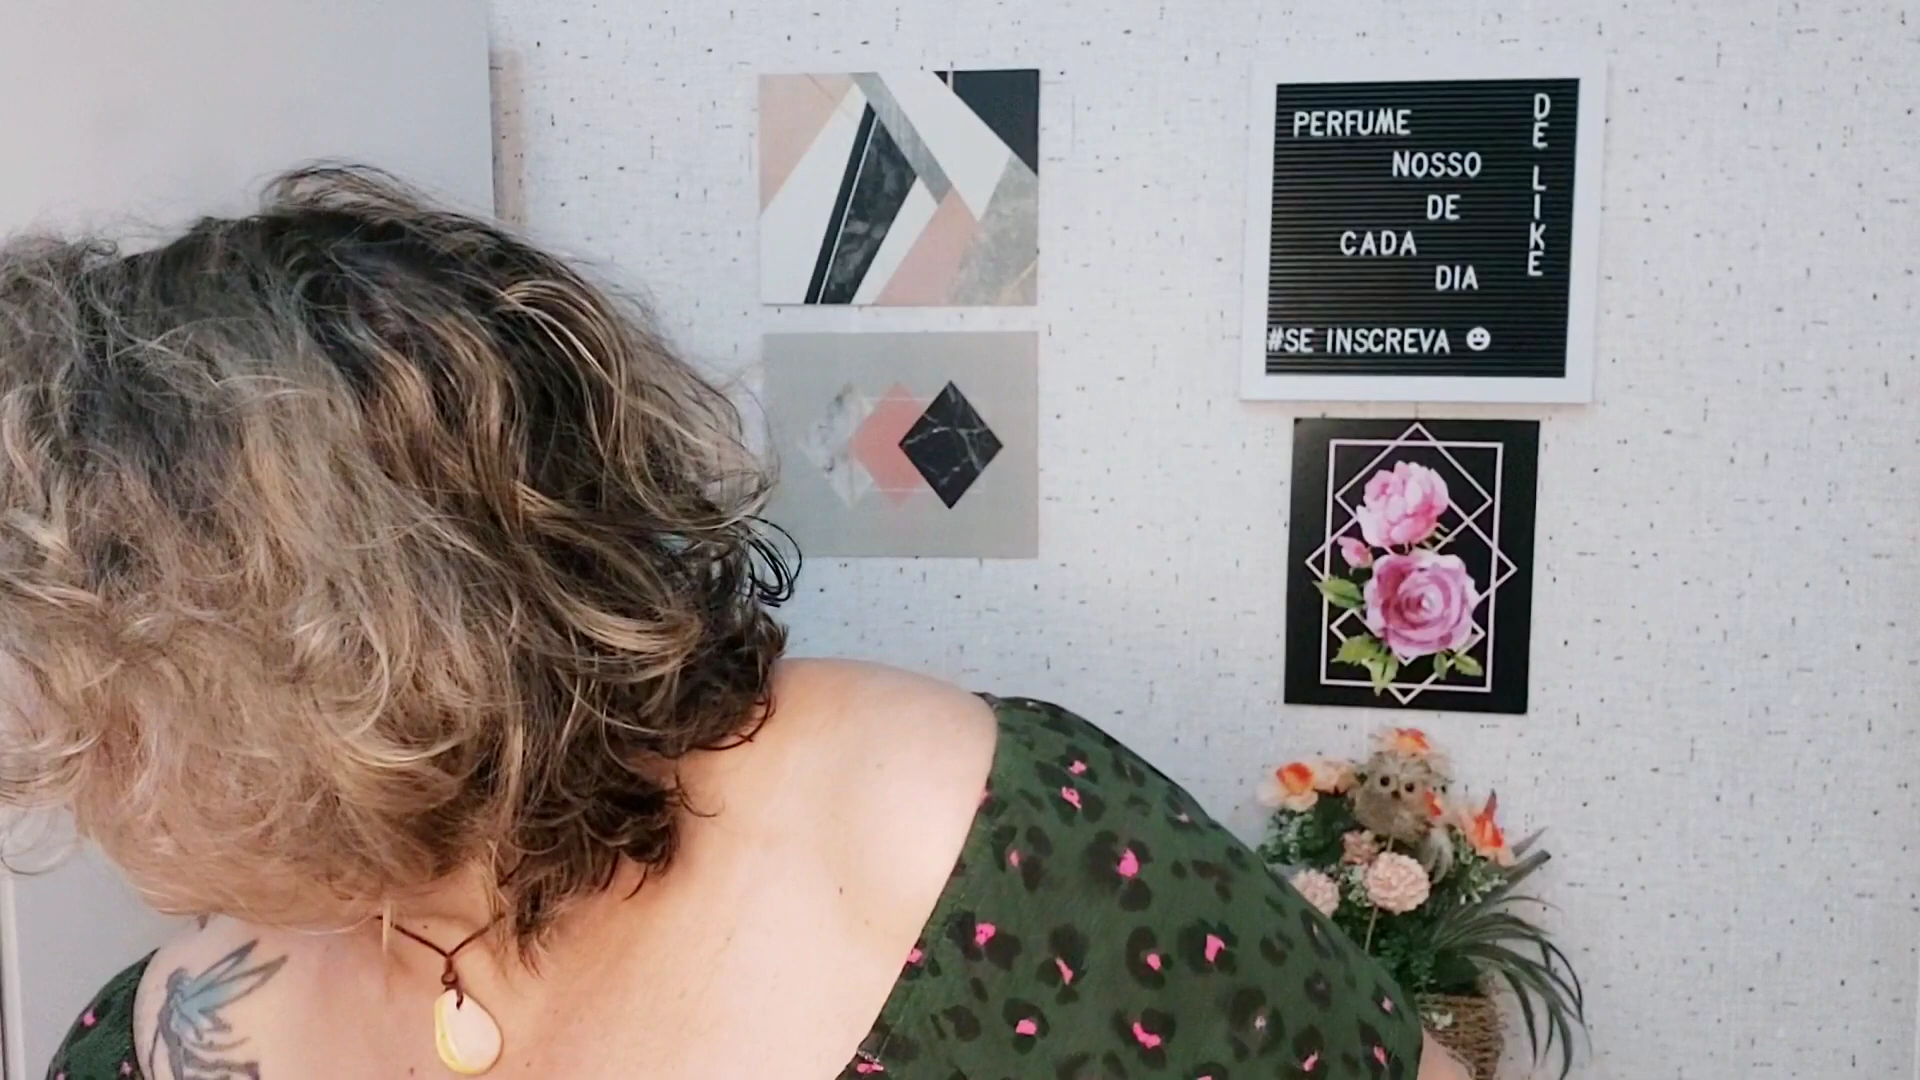 PERFUME
NOSSO
DE
CADA
DIA
#SE INSCREVA
DE LIKE